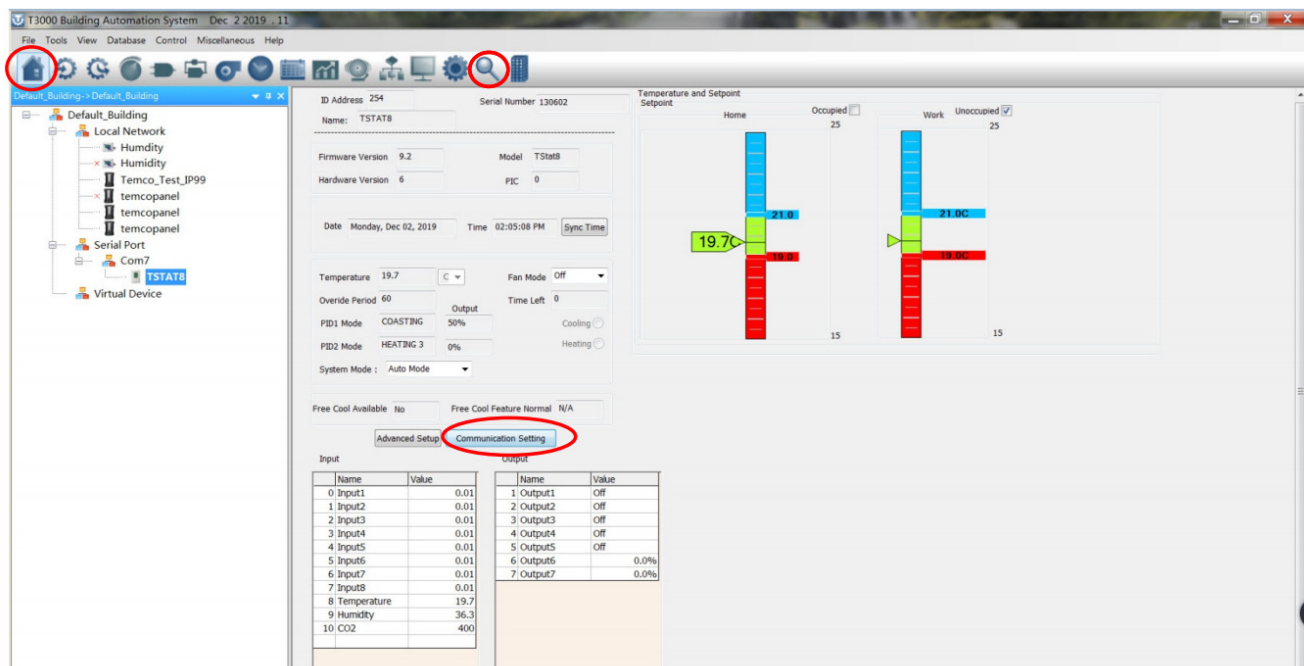 T3000 Building Automation System Dec 2 2019 . 11
File Tools View Database Control Miscellaneous Help
Default_Building->Default_Building
Default_Building
Local Network
Humdity
Humidity
Temco_Test_IP99
temcopanel
temcopanel
temcopanel
Serial Port
Com7
TSTAT8
Virtual Device
ID Address 254 Serial Number 130602
Name: TSTAT8
Firmware Version 9.2 Model TStat8
Hardware Version 6 PIC 0
Date Monday, Dec 02, 2019 Time 02:05:08 PM Sync Time
Temperature 19.7 C Fan Mode Off
Overide Period 60 Time Left 0
Output
PID1 Mode COASTING 50% Cooling
PID2 Mode HEATING 3 0% Heating
System Mode : Auto Mode
Free Cool Available No Free Cool Feature Normal N/A
Advanced Setup Communication Setting
Input
Name Value
0 Input1 0.01
1 Input2 0.01
2 Input3 0.01
3 Input4 0.01
4 Input5 0.01
5 Input6 0.01
6 Input7 0.01
7 Input8 0.01
8 Temperature 19.7
9 Humidity 36.3
10 CO2 400
Output
Name Value
1 Output1 Off
2 Output2 Off
3 Output3 Off
4 Output4 Off
5 Output5 Off
6 Output6 0.0%
7 Output7 0.0%
Temperature and Setpoint
Setpoint
Home Occupied
25
21.0
19.7C
19.0
15
Work Unoccupied
25
21.0C
19.0C
15